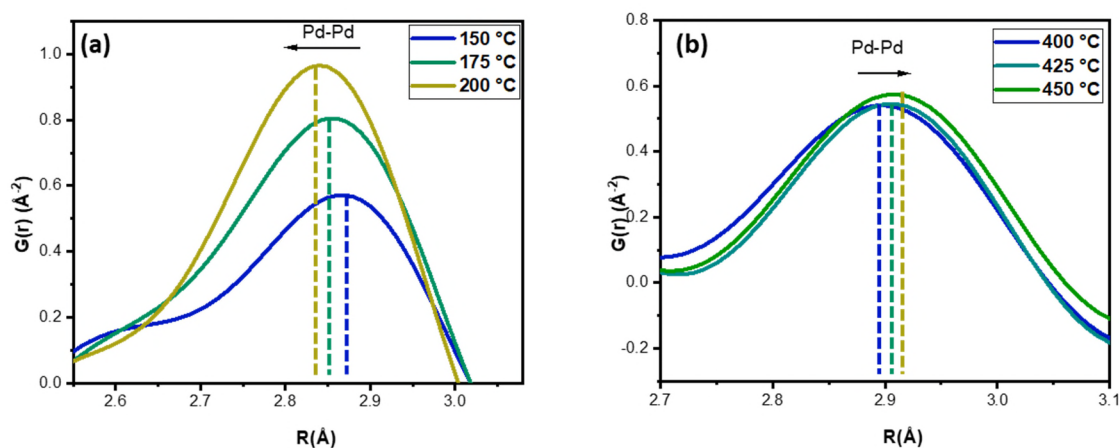 (a)
Pd-Pd
150 °C
175 °C
200 °C
G(r) (Å⁻²)
1.0
0.8
0.6
0.4
0.2
0.0
2.6 2.7 2.8 2.9 3.0
R(Å)
(b)
Pd-Pd
400 °C
425 °C
450 °C
G(r) (Å⁻²)
0.8
0.6
0.4
0.2
0.0
-0.2
2.7 2.8 2.9 3.0 3.1
R(Å)